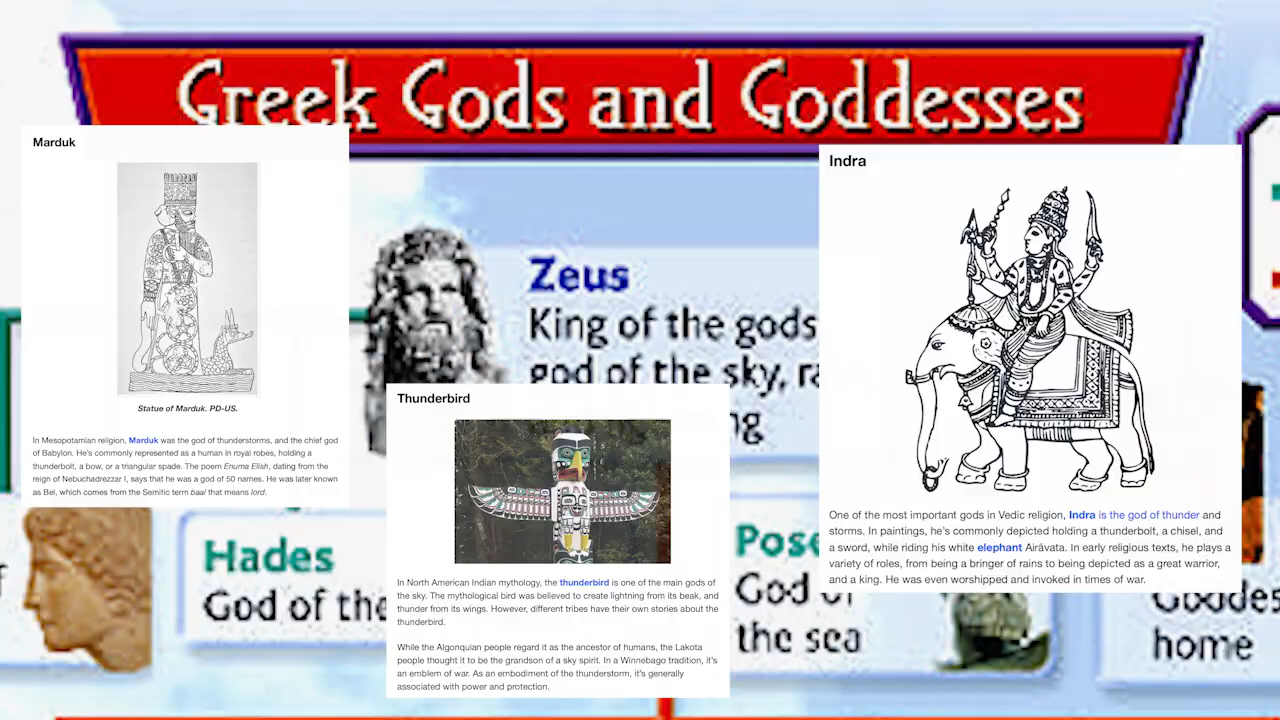 Greek Gods and Goddesses
Marduk
Statue of Marduk. PD-US.
In Mesopotamian religion, Marduk was the god of thunderstorms, and the chief god
of Babylon. He's commonly represented as a human in royal robes, holding a
thunderbolt, a bow, or a triangular spade. The poem Enuma Elish, dating from the
reign of Nebuchadrezzar I, says that he was a god of 50 names. He was later known
as Bel, which comes from the Semitic term baal that means lord.
Zeus
King of the gods
god of the sky, ra
ng
Indra
One of the most important gods in Vedic religion, Indra is the god of thunder and
storms. In paintings, he's commonly depicted holding a thunderbolt, a chisel, and
a sword, while riding his white elephant Airāvata. In early religious texts, he plays a
variety of roles, from being a bringer of rains to being depicted as a great warrior,
and a king. He was even worshipped and invoked in times of war.
Thunderbird
In North American Indian mythology, the thunderbird is one of the main gods of
the sky. The mythological bird was believed to create lightning from its beak, and
thunder from its wings. However, different tribes have their own stories about the
thunderbird.
While the Algonquian people regard it as the ancestor of humans, the Lakota
people thought it to be the grandson of a sky spirit. In a Winnebago tradition, it's
an emblem of war. As an embodiment of the thunderstorm, it's generally
associated with power and protection.
Hades
God of the
Pose
God of
the sea
Goddes
home